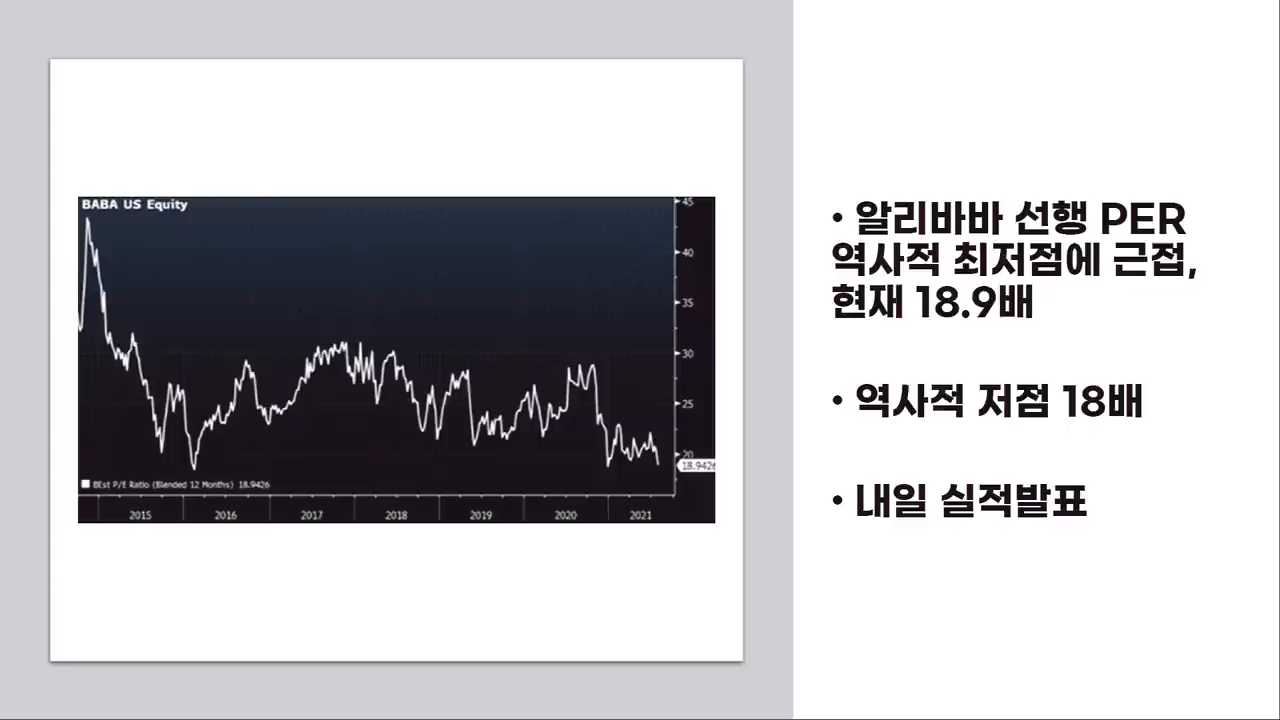 BABA US Equity
45
40
35
30
25
20
18.9426
BEst P/E Ratio (Blended 12 Months) 18.9426
2015 2016 2017 2018 2019 2020 2021
• 알리바바 선행 PER
역사적 최저점에 근접,
현재 18.9배
• 역사적 저점 18배
• 내일 실적발표